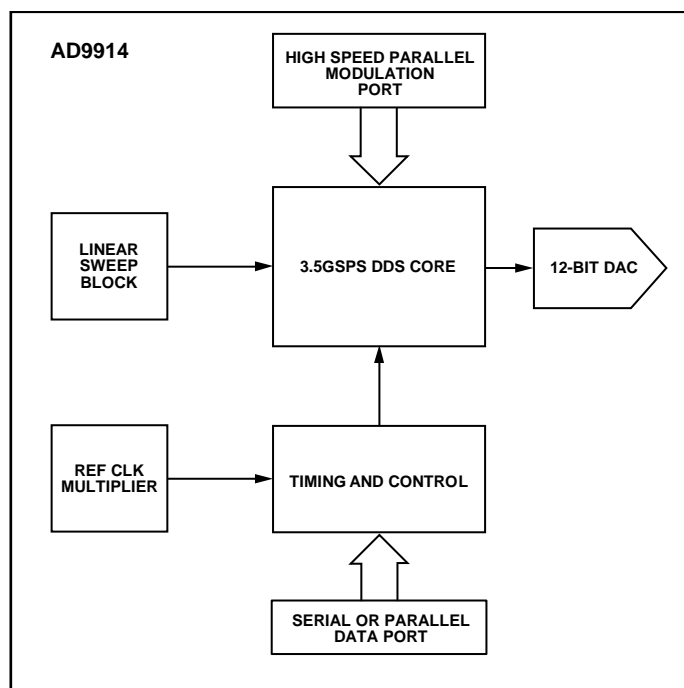 AD9914
HIGH SPEED PARALLEL
MODULATION
PORT
LINEAR
SWEEP
BLOCK
3.5GSPS DDS CORE
12-BIT DAC
REF CLK
MULTIPLIER
TIMING AND CONTROL
SERIAL OR PARALLEL
DATA PORT